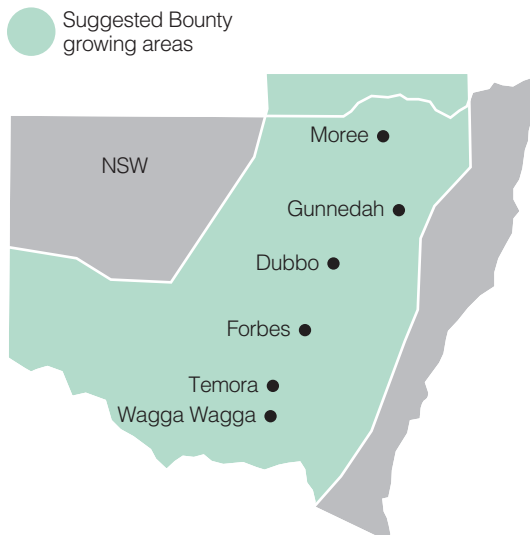 Suggested Bounty
growing areas
Moree
NSW
Gunnedah
Dubbo
Forbes
Temora
Wagga Wagga